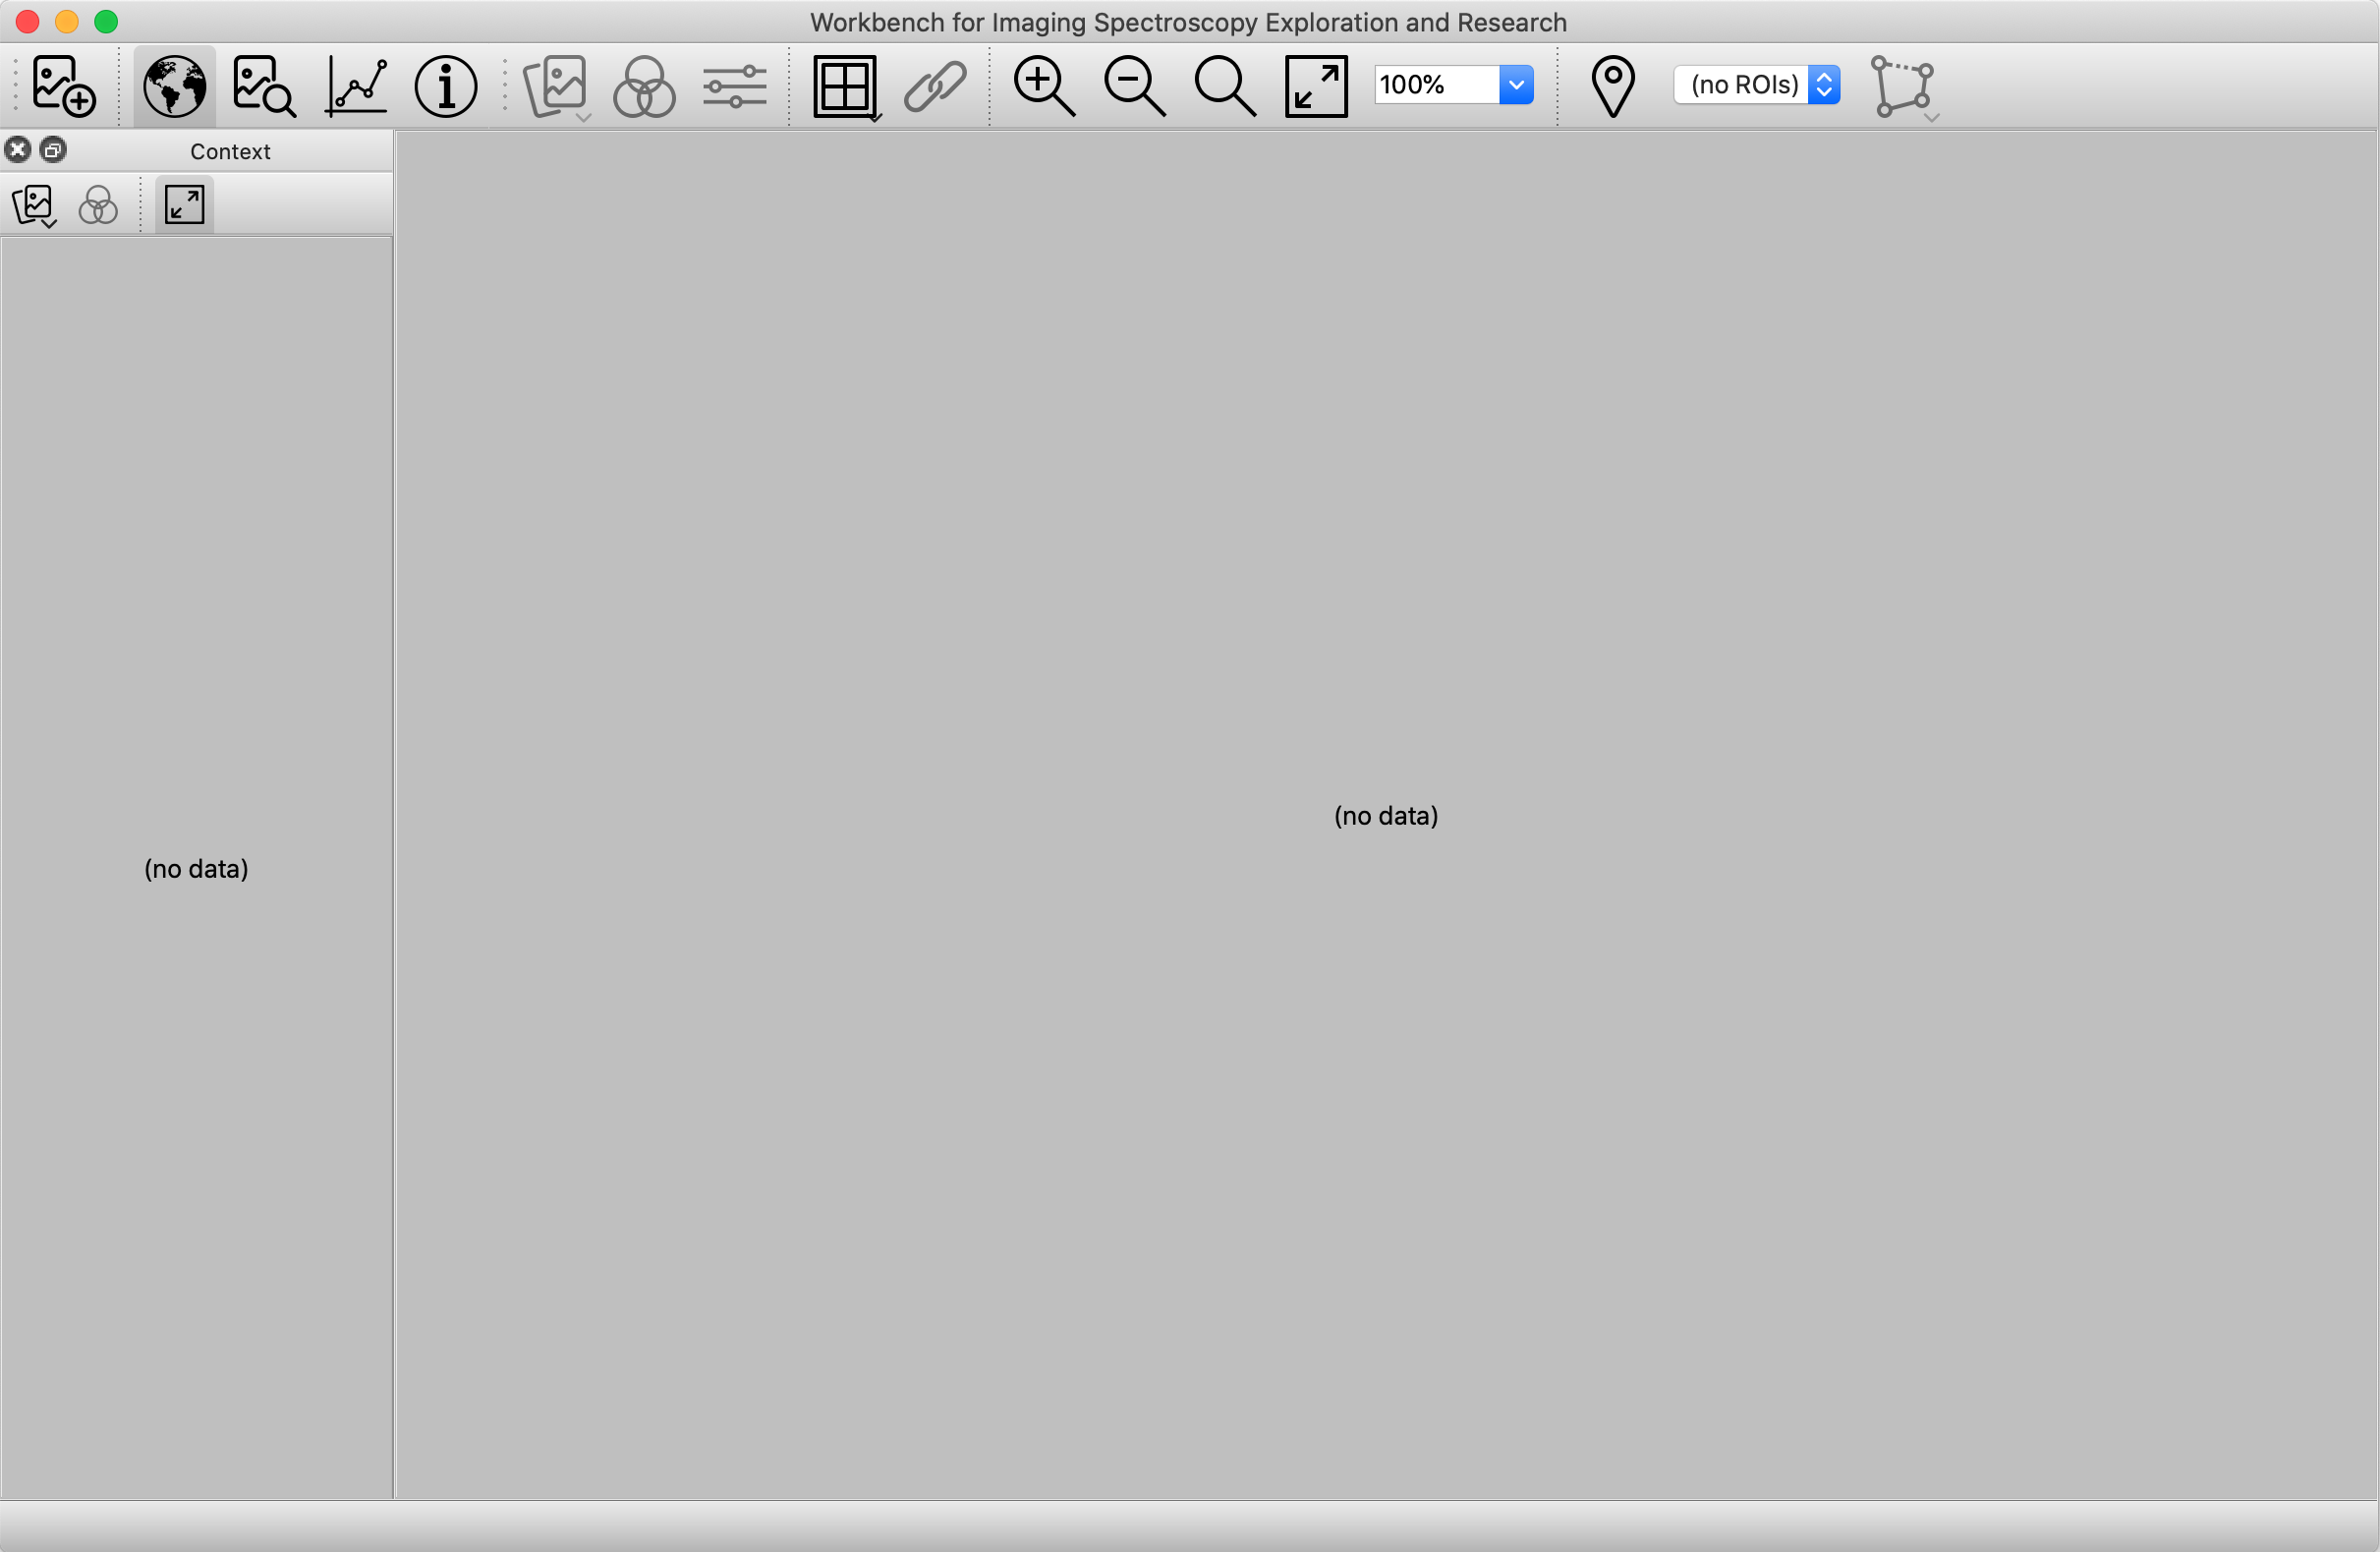 Workbench for Imaging Spectroscopy Exploration and Research
100%
(no ROIs)
Context
(no data)
(no data)